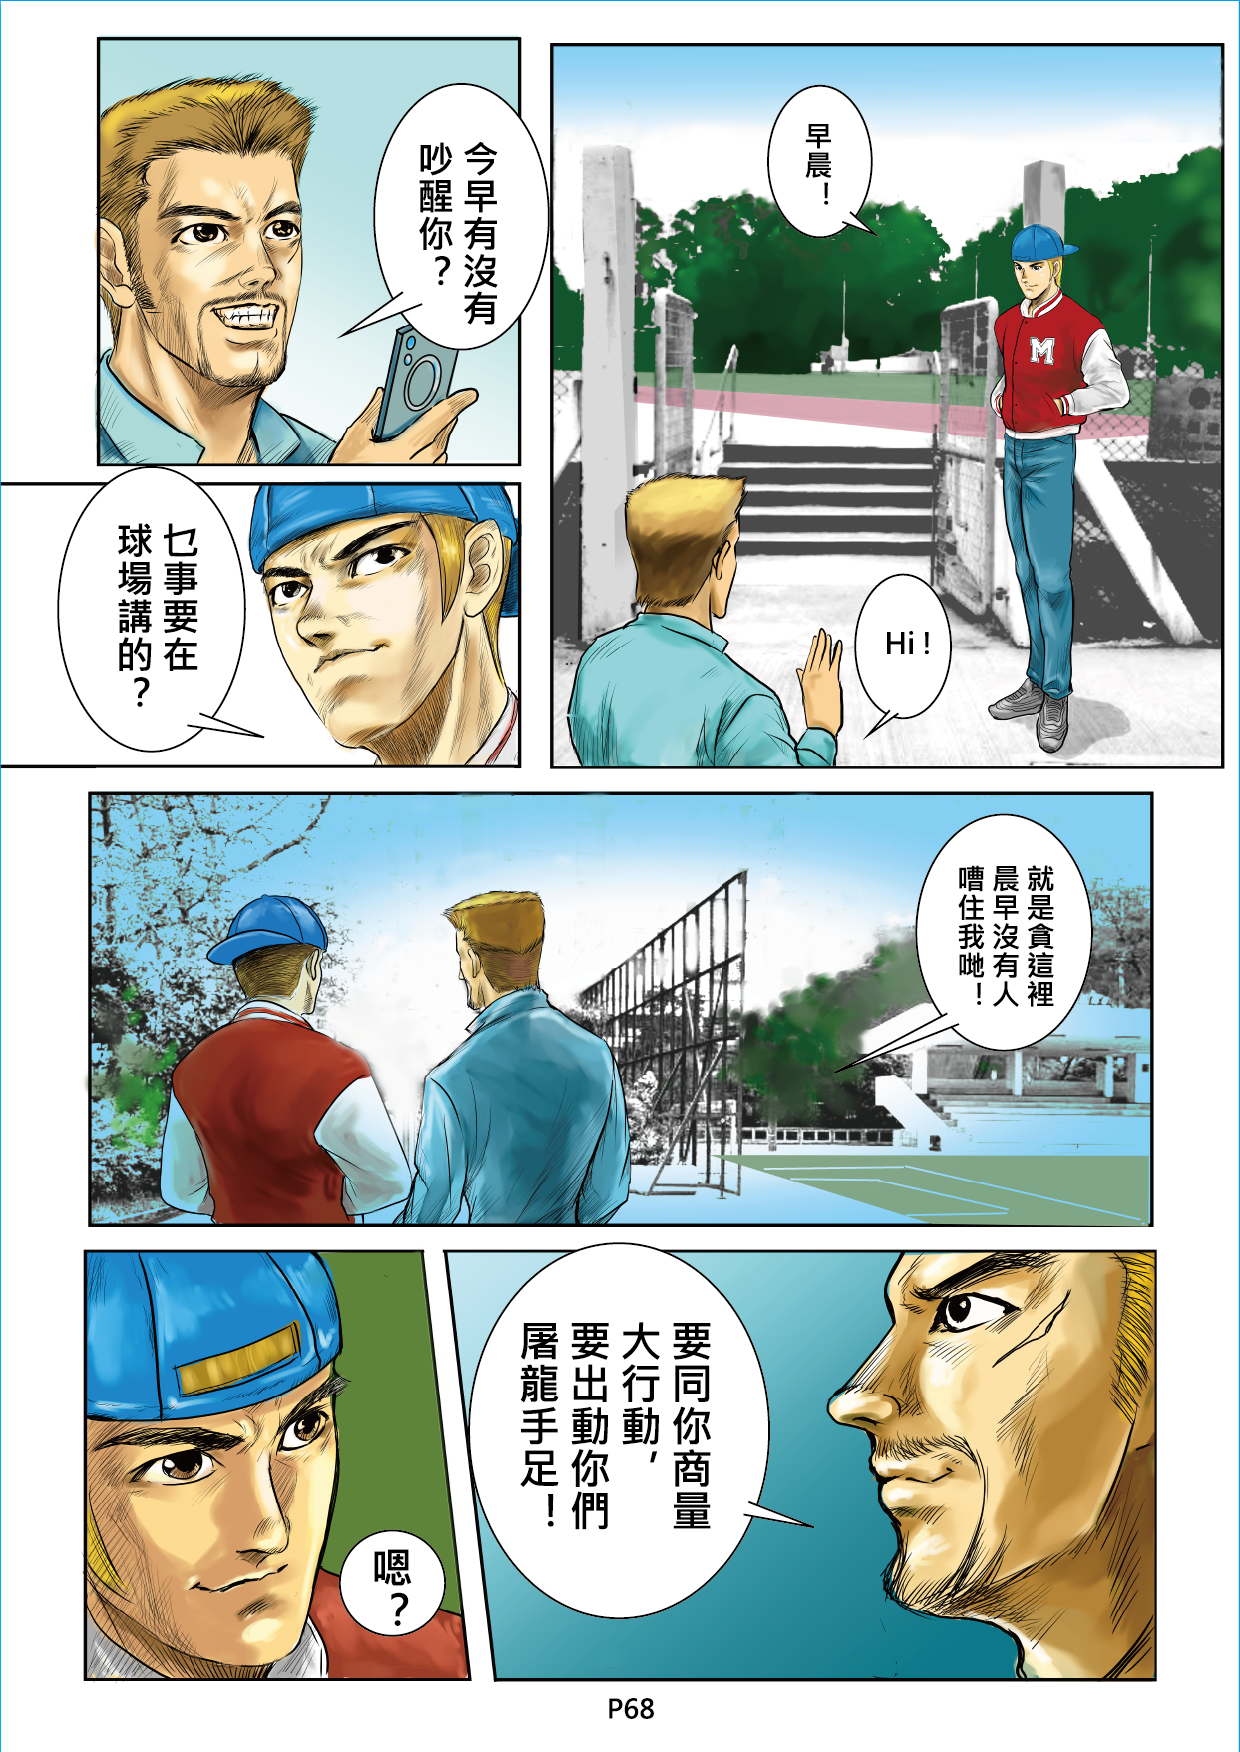 早晨！
Hi！
今早有沒有
吵醒你？
M
乜事要在
球場講的？
就是貪這裡
晨早沒有人
嘈住我哋！
要同你商量
大行動，
要出動你們
屠龍手足！
嗯？
P68